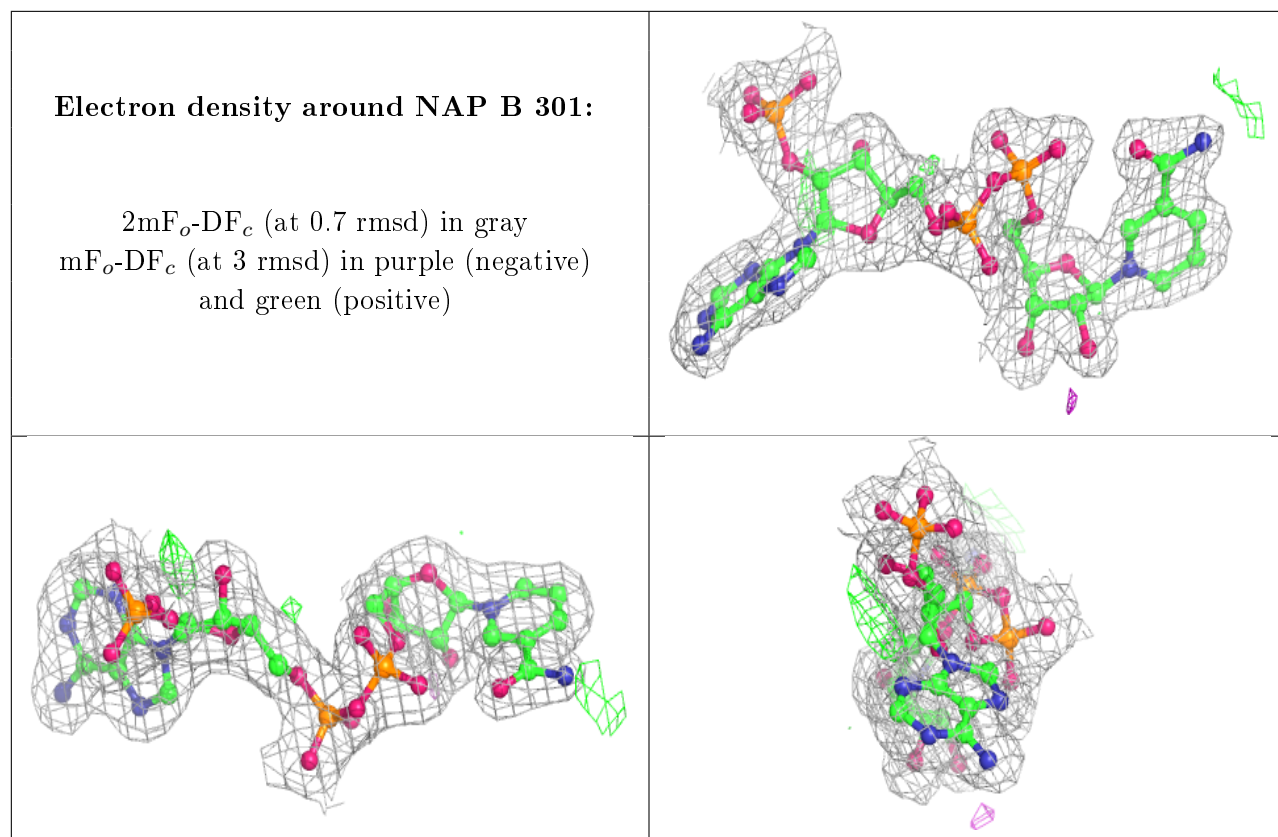 Electron density around NAP B 301:
2mFₒ-DF𝒸 (at 0.7 rmsd) in gray
mFₒ-DF𝒸 (at 3 rmsd) in purple (negative)
and green (positive)